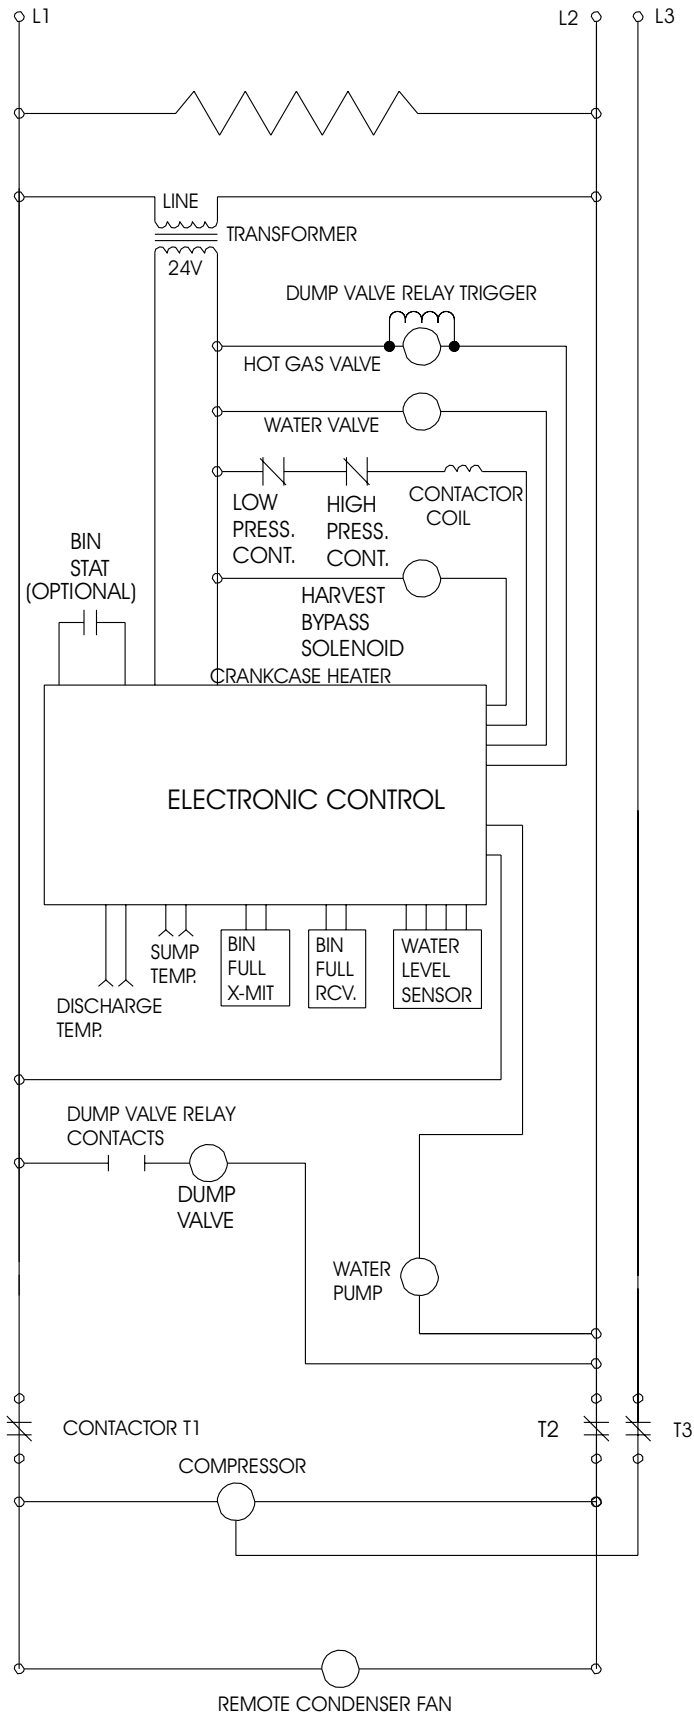 L1
L2
L3
LINE
TRANSFORMER
24V
DUMP VALVE RELAY TRIGGER
HOT GAS VALVE
WATER VALVE
LOW
PRESS.
CONT.
HIGH
PRESS.
CONT.
CONTACTOR
COIL
BIN
STAT
(OPTIONAL)
HARVEST
BYPASS
SOLENOID
CRANKCASE HEATER
ELECTRONIC CONTROL
DISCHARGE
TEMP.
SUMP
TEMP.
BIN
FULL
X-MIT
BIN
FULL
RCV.
WATER
LEVEL
SENSOR
DUMP VALVE RELAY
CONTACTS
DUMP
VALVE
WATER
PUMP
CONTACTOR T1
T2
T3
COMPRESSOR
REMOTE CONDENSER FAN